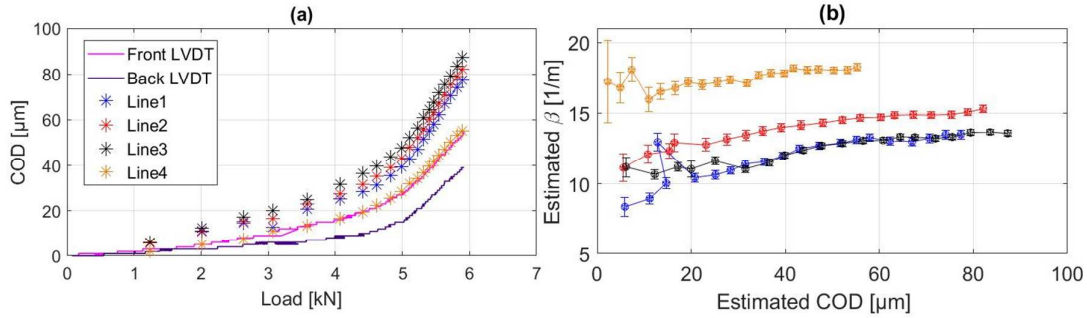 (a)
100
80
60
40
20
0
COD [µm]
Front LVDT
Back LVDT
Line1
Line2
Line3
Line4
0 1 2 3 4 5 6 7
Load [kN]
(b)
20
15
10
5
Estimated β [1/m]
0 20 40 60 80 100
Estimated COD [µm]